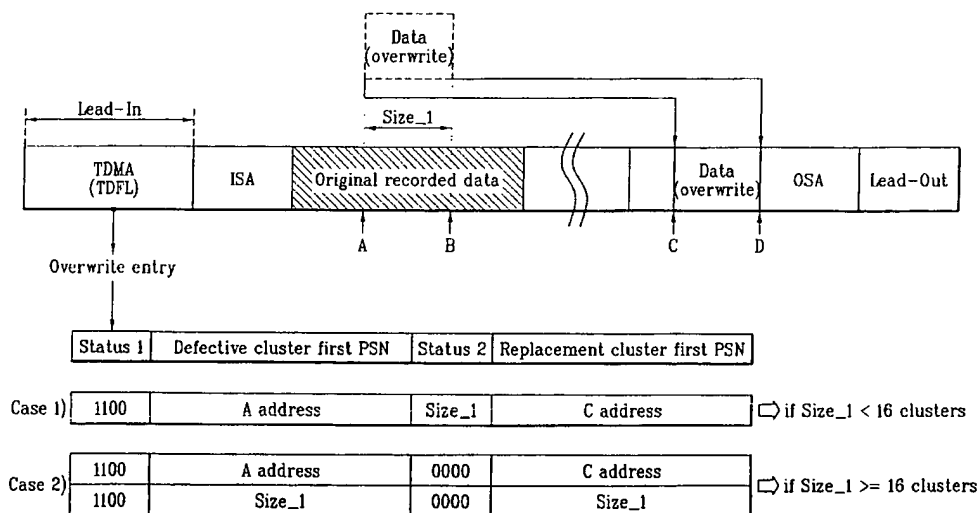 Data
(overwrite)
Lead-In
Size_1
TDMA
(TDFL)
ISA
Original recorded data
Data
(overwrite)
OSA
Lead-Out
A
B
C
D
Overwrite entry
Status 1
Defective cluster first PSN
Status 2
Replacement cluster first PSN
Case 1)
1100
A address
Size_1
C address
if Size_1 < 16 clusters
Case 2)
1100
A address
0000
C address
1100
Size_1
0000
Size_1
if Size_1 >= 16 clusters